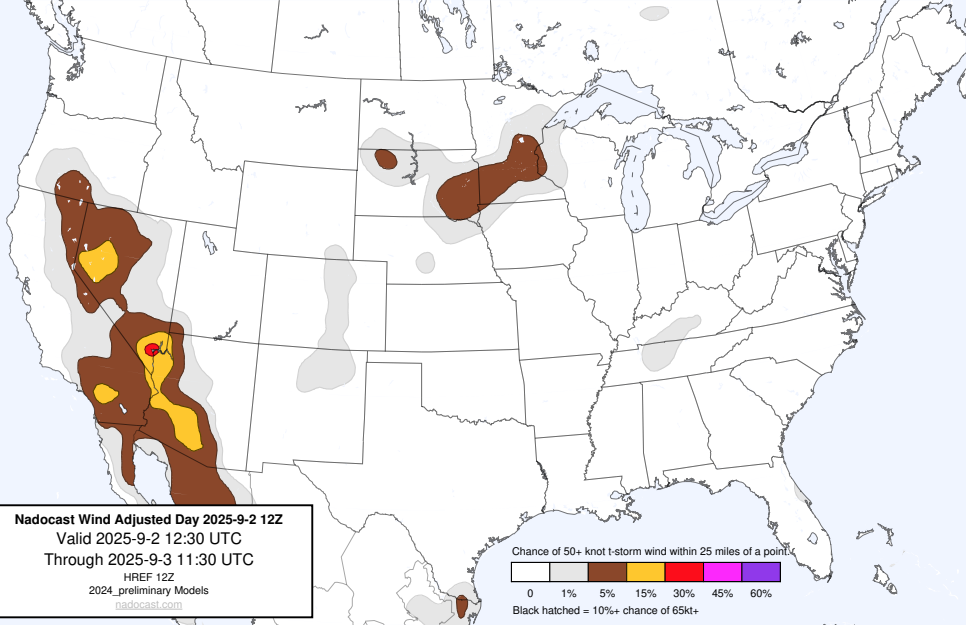 Nadocast Wind Adjusted Day 2025-9-2 12Z
Valid 2025-9-2 12:30 UTC
Through 2025-9-3 11:30 UTC
HREF 12Z
2024_preliminary Models
nadocast.com
Chance of 50+ knot t-storm wind within 25 miles of a point.
0 1% 5% 15% 30% 45% 60%
Black hatched = 10%+ chance of 65kt+